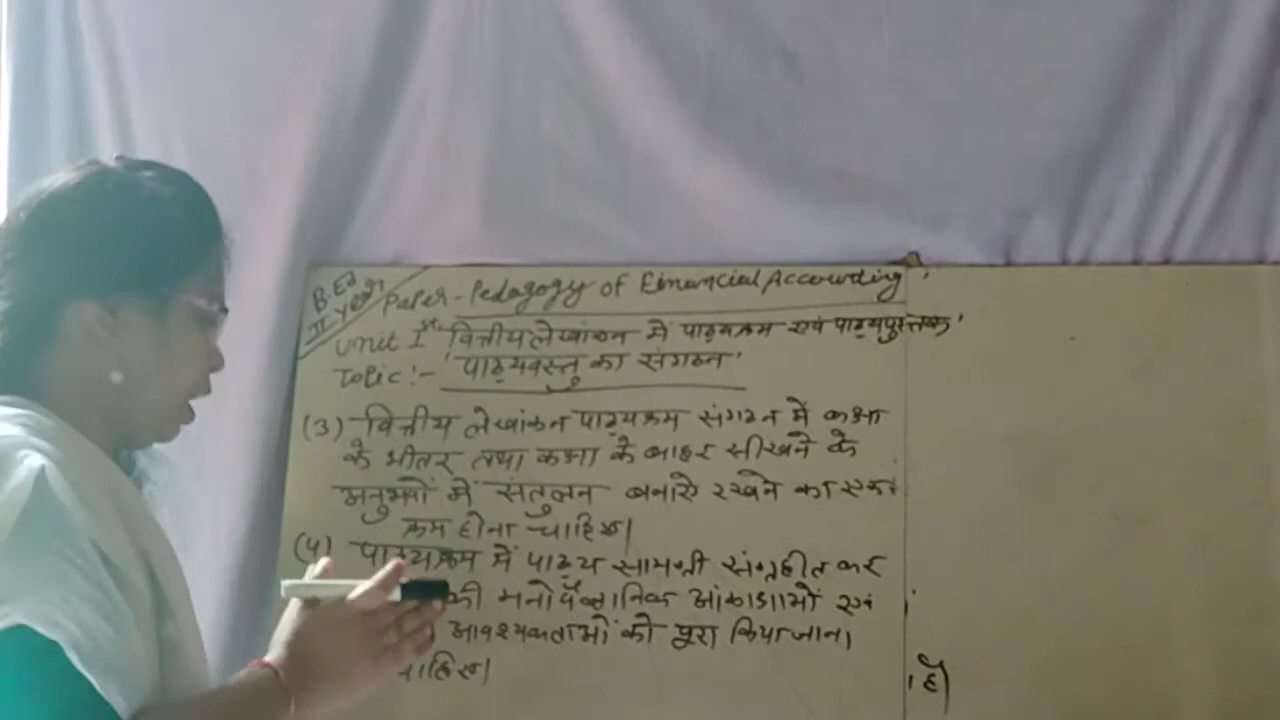 B.Ed
II Year
Paper - Pedagogy of Financial Accounting'
Unit Ist वित्तीय लेखांकन में पाठ्यक्रम एवं पाठ्यपुस्तक'
Topic:- 'पाठ्यवस्तु का संगठन'
(3) वित्तीय लेखांकन पाठ्यक्रम संगठन में कक्षा
के भीतर तथा कक्षा के बाहर सीखने के
अनुभवों में संतुलन बनाऐ रखने का एक
क्रम होना चाहिए।
(4) पाठ्यक्रम में पाठ्य सामग्री संग्रहीत कर
की मनोवैज्ञानिक आंकाक्षाओं एवं
आवश्यकताओं को पूरा किया जाना
चाहिए।
है